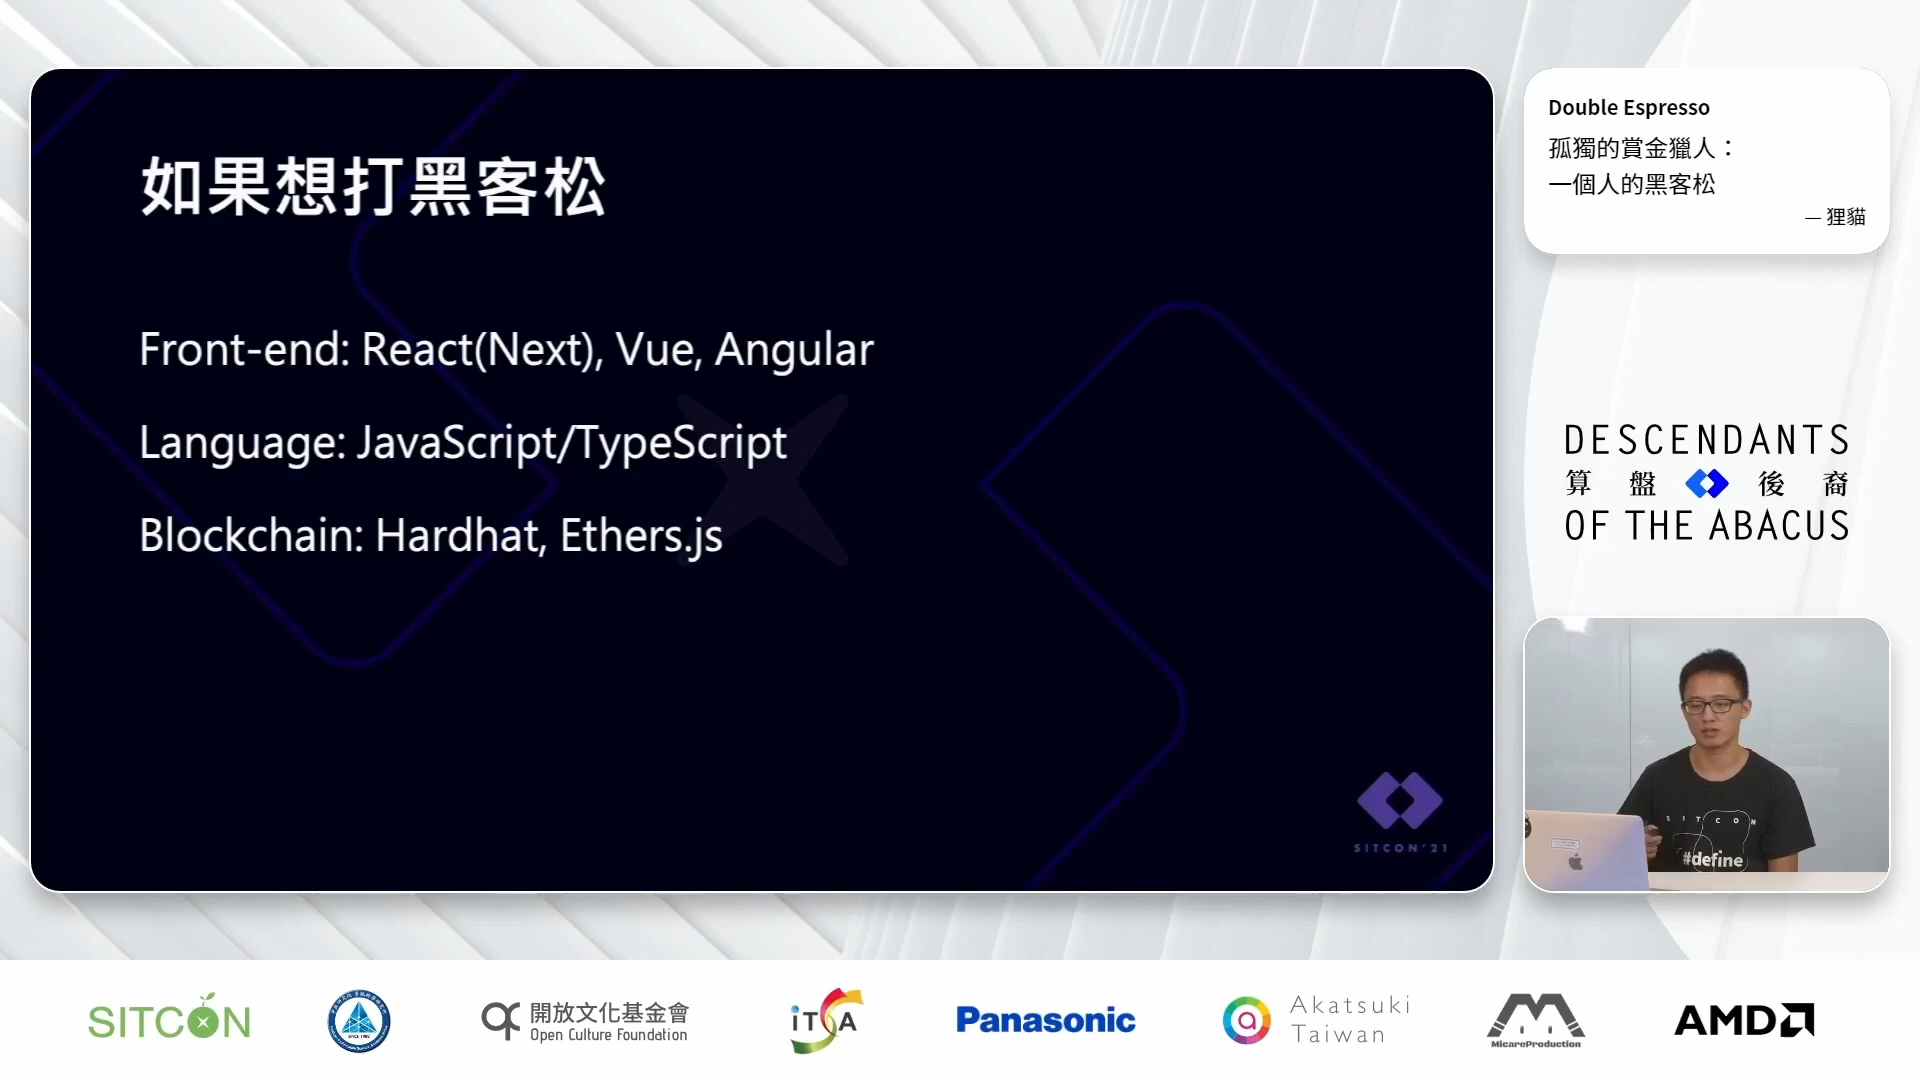 如果想打黑客松
Front-end: React(Next), Vue, Angular
Language: JavaScript/TypeScript
Blockchain: Hardhat, Ethers.js
SITCON'21
Double Espresso
孤獨的賞金獵人：
一個人的黑客松
— 狸貓
DESCENDANTS
算盤後裔
OF THE ABACUS
SITCON
#define
SITCON
開放文化基金會
Open Culture Foundation
iTSA
Panasonic
Akatsuki
Taiwan
MicareProduction
AMD